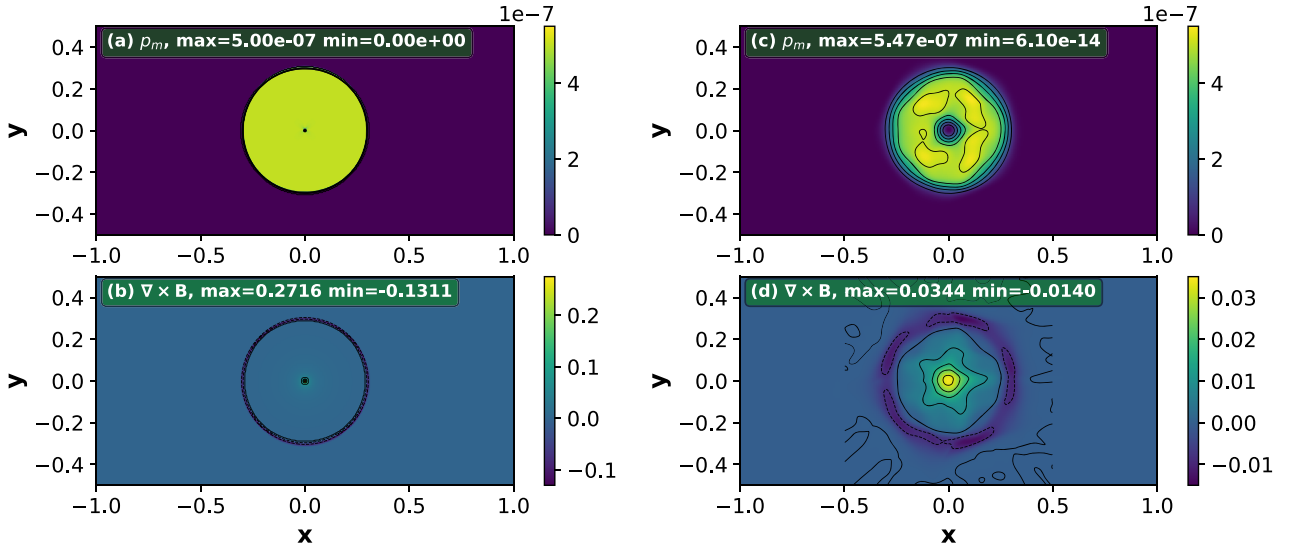 1e−7
(a) p_m, max=5.00e-07 min=0.00e+00
0.4
0.2
0.0
−0.2
−0.4
y
−1.0 −0.5 0.0 0.5 1.0
4
2
0
1e−7
(c) p_m, max=5.47e-07 min=6.10e-14
0.4
0.2
0.0
−0.2
−0.4
y
−1.0 −0.5 0.0 0.5 1.0
4
2
0
(b) ∇ × B, max=0.2716 min=-0.1311
0.4
0.2
0.0
−0.2
−0.4
y
−1.0 −0.5 0.0 0.5 1.0
x
0.2
0.1
0.0
−0.1
(d) ∇ × B, max=0.0344 min=-0.0140
0.4
0.2
0.0
−0.2
−0.4
y
−1.0 −0.5 0.0 0.5 1.0
x
0.03
0.02
0.01
0.00
−0.01